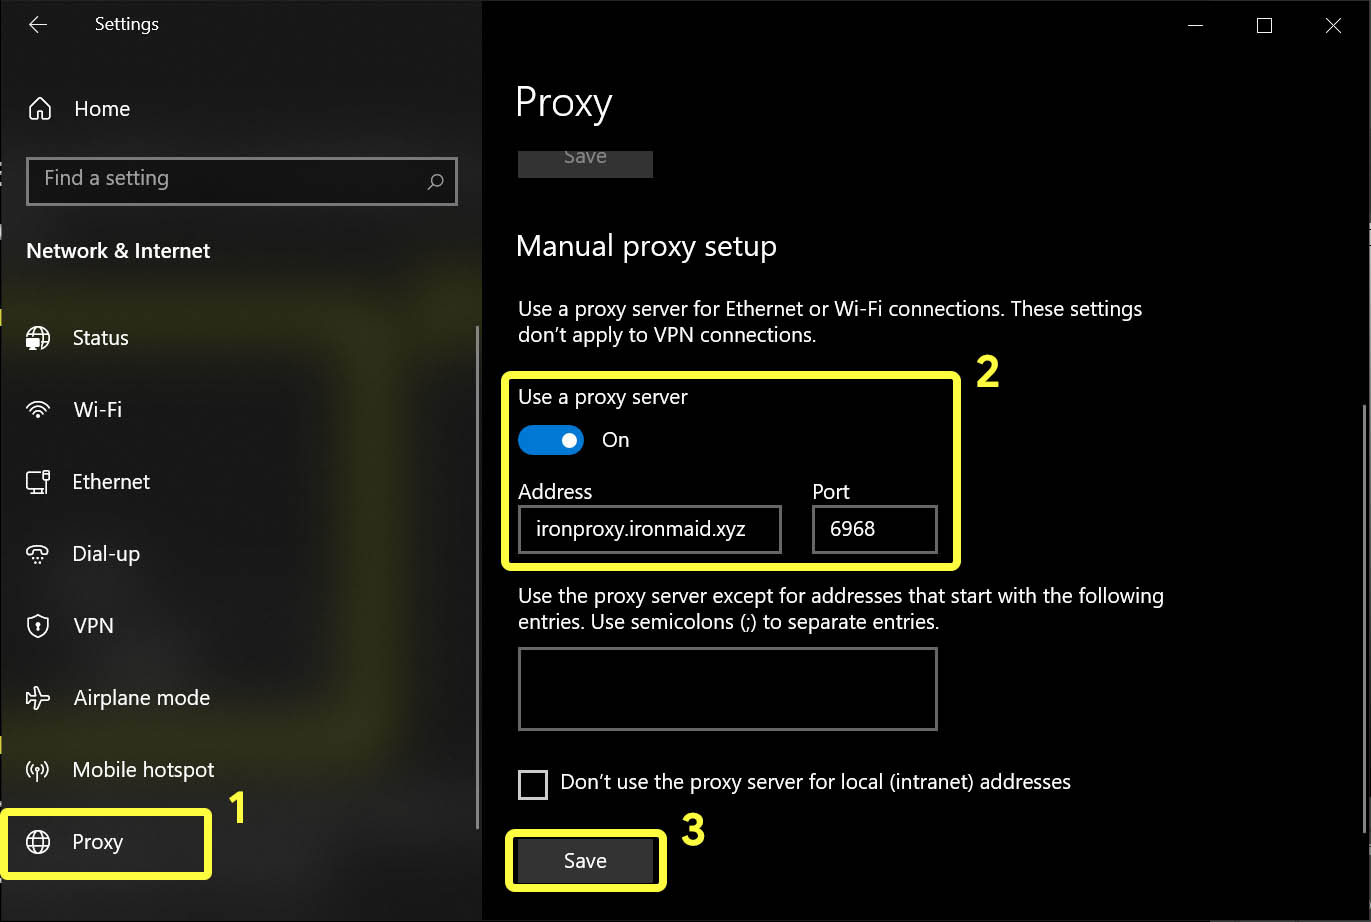 Settings
Home
Find a setting
Network & Internet
Status
Wi-Fi
Ethernet
Dial-up
VPN
Airplane mode
Mobile hotspot
Proxy
1
Proxy
Save
Manual proxy setup
Use a proxy server for Ethernet or Wi-Fi connections. These settings
don't apply to VPN connections.
2
Use a proxy server
On
Address Port
ironproxy.ironmaid.xyz 6968
Use the proxy server except for addresses that start with the following
entries. Use semicolons (;) to separate entries.
Don't use the proxy server for local (intranet) addresses
3
Save